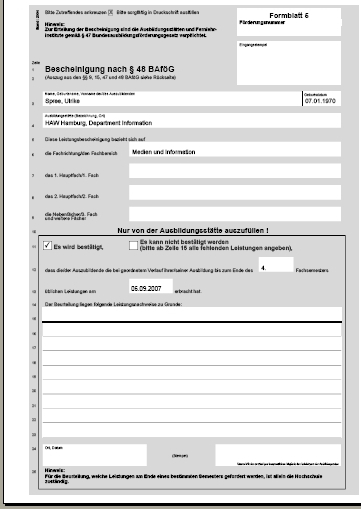 Bitte Zutreffendes ankreuzen [X] Bitte sorgfältig in Druckschrift ausfüllen
Formblatt 5
Hinweis:
Zur Erteilung der Bescheinigung sind die Ausbildungsstätten und Fernlehr-
institute gemäß § 47 Bundesausbildungsförderungsgesetz verpflichtet.
Förderungsnummer
Eingangsstempel
Zeile
1 Bescheinigung nach § 48 BAföG
2 (Auszug aus den §§ 9, 15, 47 und 48 BAföG siehe Rückseite)
Name, Geburtsname, Vorname des/der Auszubildenden
Geburtsdatum
3 Spree, Ulrike 07.01.1970
Ausbildungsstätte (Bezeichnung, Ort)
4 HAW Hamburg, Department Information
5 Diese Leistungsbescheinigung bezieht sich auf
6 die Fachrichtung/den Fachbereich Medien und Information
7 das 1. Hauptfach/1. Fach
8 das 2. Hauptfach/2. Fach
9 die Nebenfächer/3. Fach
und weitere Fächer
10 Nur von der Ausbildungsstätte auszufüllen !
11 Es wird bestätigt, Es kann nicht bestätigt werden
(bitte ab Zeile 15 alle fehlenden Leistungen angeben),
12 dass die/der Auszubildende die bei geordnetem Verlauf ihrer/seiner Ausbildung bis zum Ende des 4. Fachsemesters
13 üblichen Leistungen am 06.09.2007 erbracht hat.
14 Der Beurteilung liegen folgende Leistungsnachweise zu Grunde:
15
16
17
18
19
20
21
22
23
24 Ort, Datum
(Stempel)
25 Hinweis:
Für die Beurteilung, welche Leistungen am Ende eines bestimmten Semesters gefordert werden, ist allein die Hochschule
zuständig.